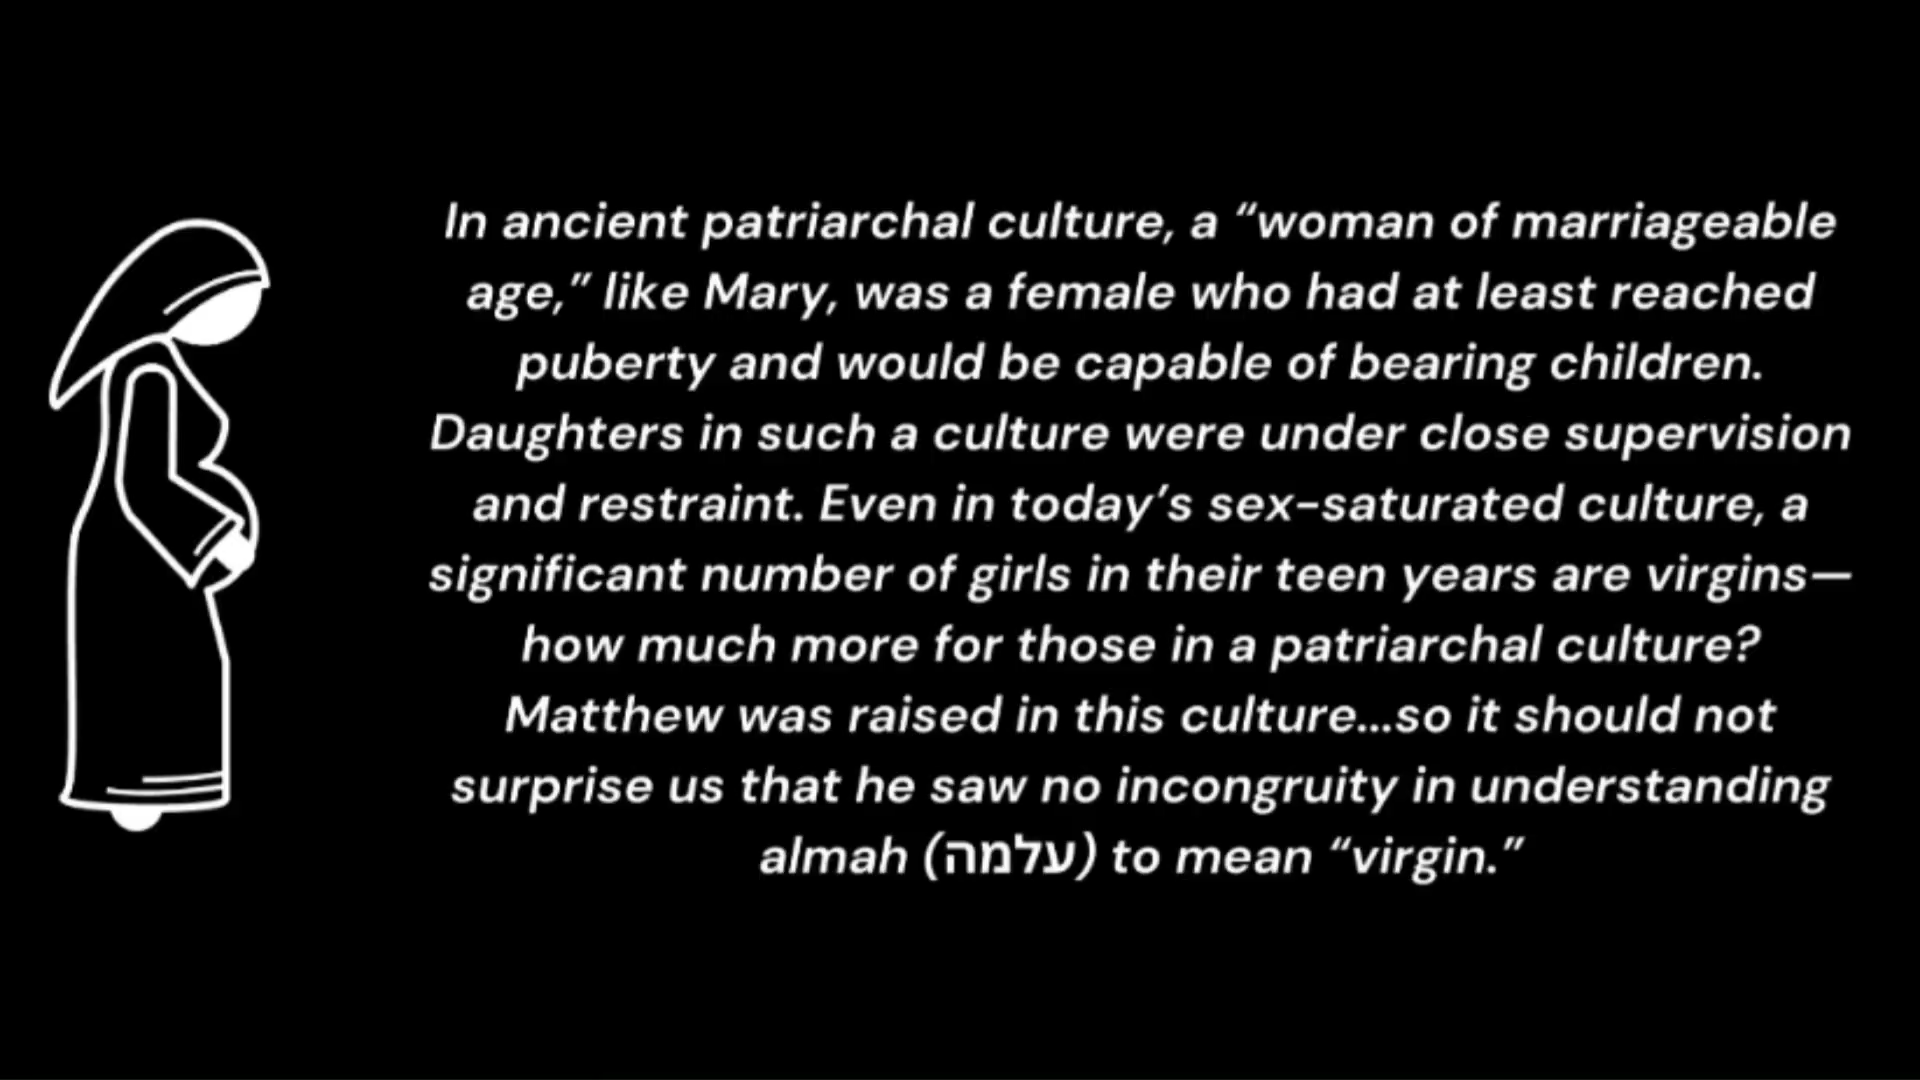 In ancient patriarchal culture, a “woman of marriageable
age,” like Mary, was a female who had at least reached
puberty and would be capable of bearing children.
Daughters in such a culture were under close supervision
and restraint. Even in today’s sex-saturated culture, a
significant number of girls in their teen years are virgins—
how much more for those in a patriarchal culture?
Matthew was raised in this culture...so it should not
surprise us that he saw no incongruity in understanding
almah (עלמה) to mean “virgin.”